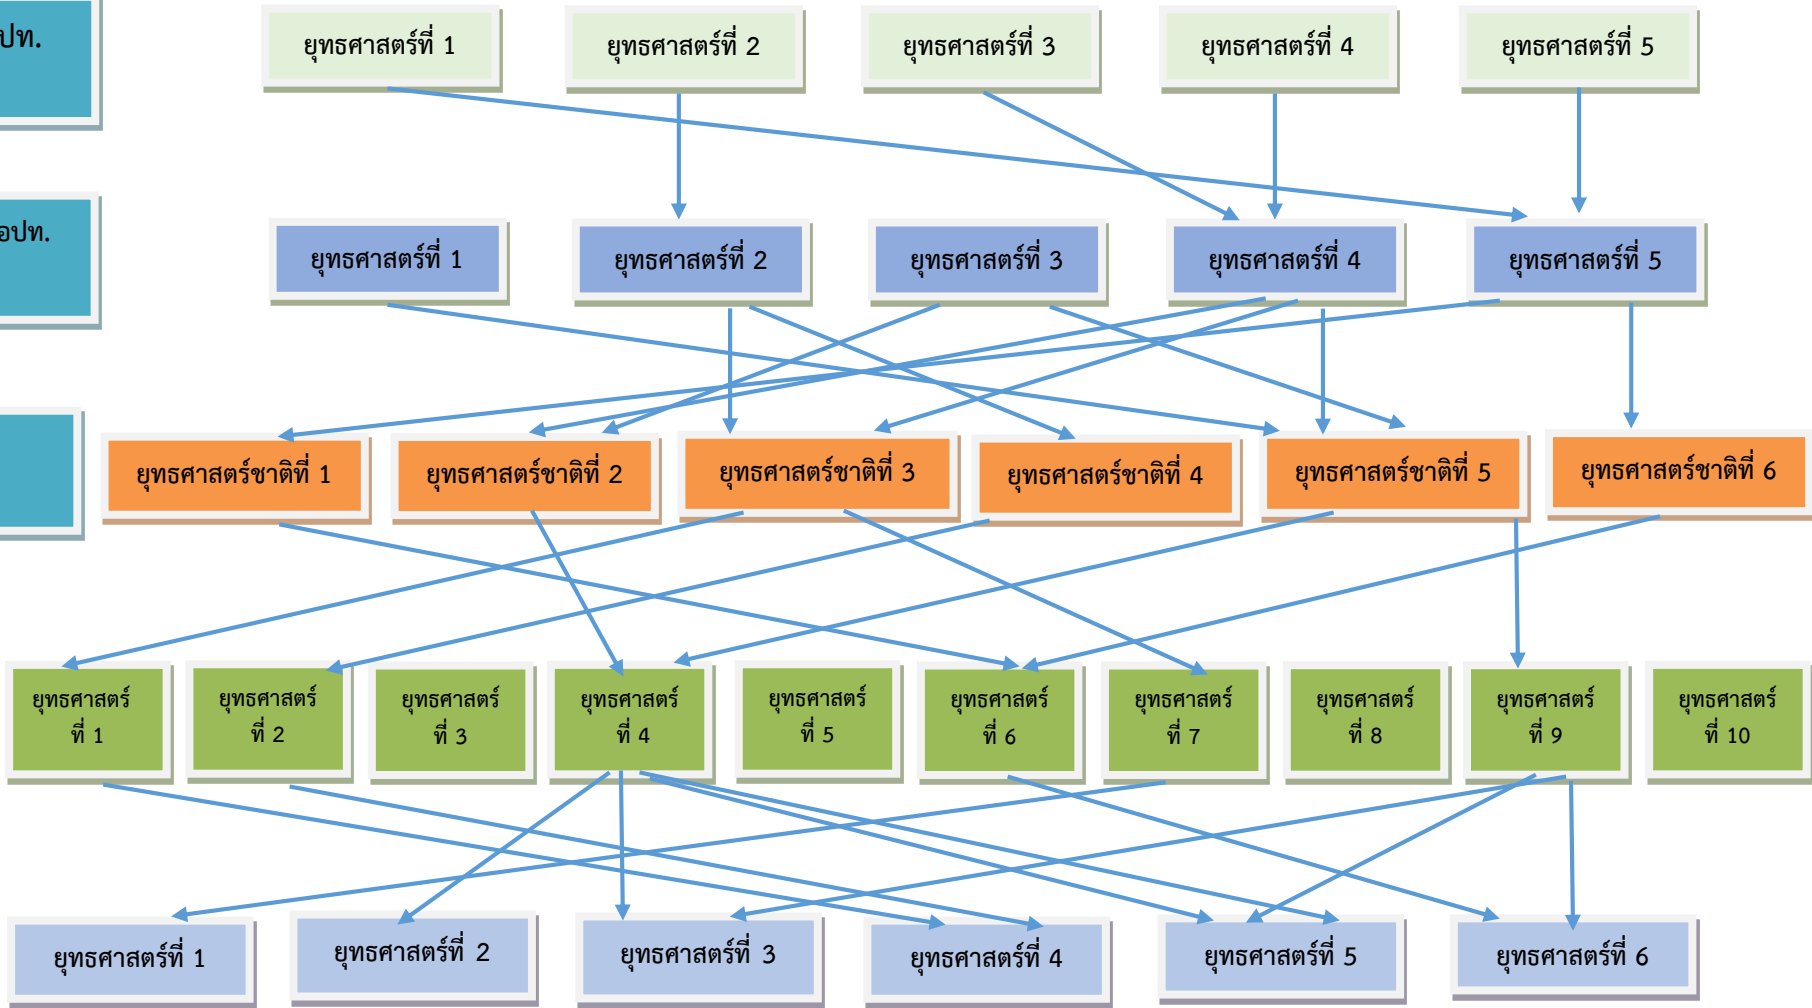 ปท.
ยุทธศาสตร์ที่ 1
ยุทธศาสตร์ที่ 2
ยุทธศาสตร์ที่ 3
ยุทธศาสตร์ที่ 4
ยุทธศาสตร์ที่ 5
อปท.
ยุทธศาสตร์ที่ 1
ยุทธศาสตร์ที่ 2
ยุทธศาสตร์ที่ 3
ยุทธศาสตร์ที่ 4
ยุทธศาสตร์ที่ 5
ยุทธศาสตร์ชาติที่ 1
ยุทธศาสตร์ชาติที่ 2
ยุทธศาสตร์ชาติที่ 3
ยุทธศาสตร์ชาติที่ 4
ยุทธศาสตร์ชาติที่ 5
ยุทธศาสตร์ชาติที่ 6
ยุทธศาสตร์
ที่ 1
ยุทธศาสตร์
ที่ 2
ยุทธศาสตร์
ที่ 3
ยุทธศาสตร์
ที่ 4
ยุทธศาสตร์
ที่ 5
ยุทธศาสตร์
ที่ 6
ยุทธศาสตร์
ที่ 7
ยุทธศาสตร์
ที่ 8
ยุทธศาสตร์
ที่ 9
ยุทธศาสตร์
ที่ 10
ยุทธศาสตร์ที่ 1
ยุทธศาสตร์ที่ 2
ยุทธศาสตร์ที่ 3
ยุทธศาสตร์ที่ 4
ยุทธศาสตร์ที่ 5
ยุทธศาสตร์ที่ 6